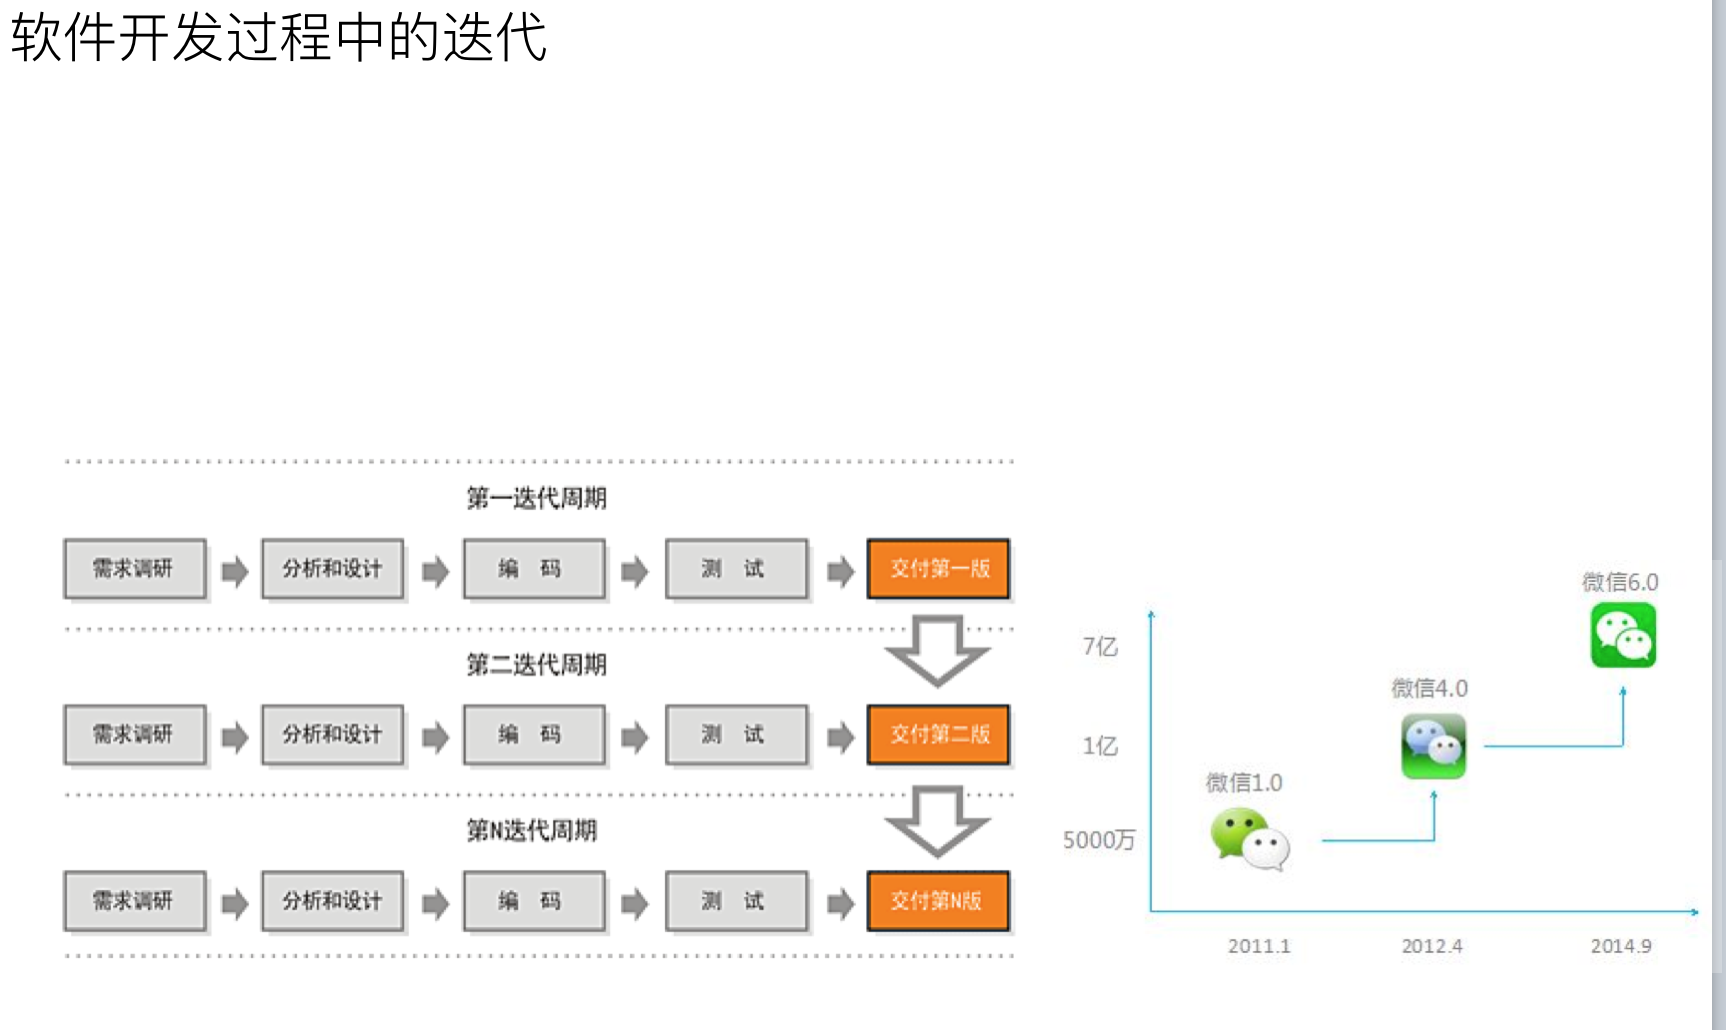 软件开发过程中的迭代
第一迭代周期
需求调研 分析和设计 编 码 测 试 交付第一版
第二迭代周期
需求调研 分析和设计 编 码 测 试 交付第二版
第N迭代周期
需求调研 分析和设计 编 码 测 试 交付第N版
微信6.0
7亿
微信4.0
1亿
微信1.0
5000万
2011.1 2012.4 2014.9